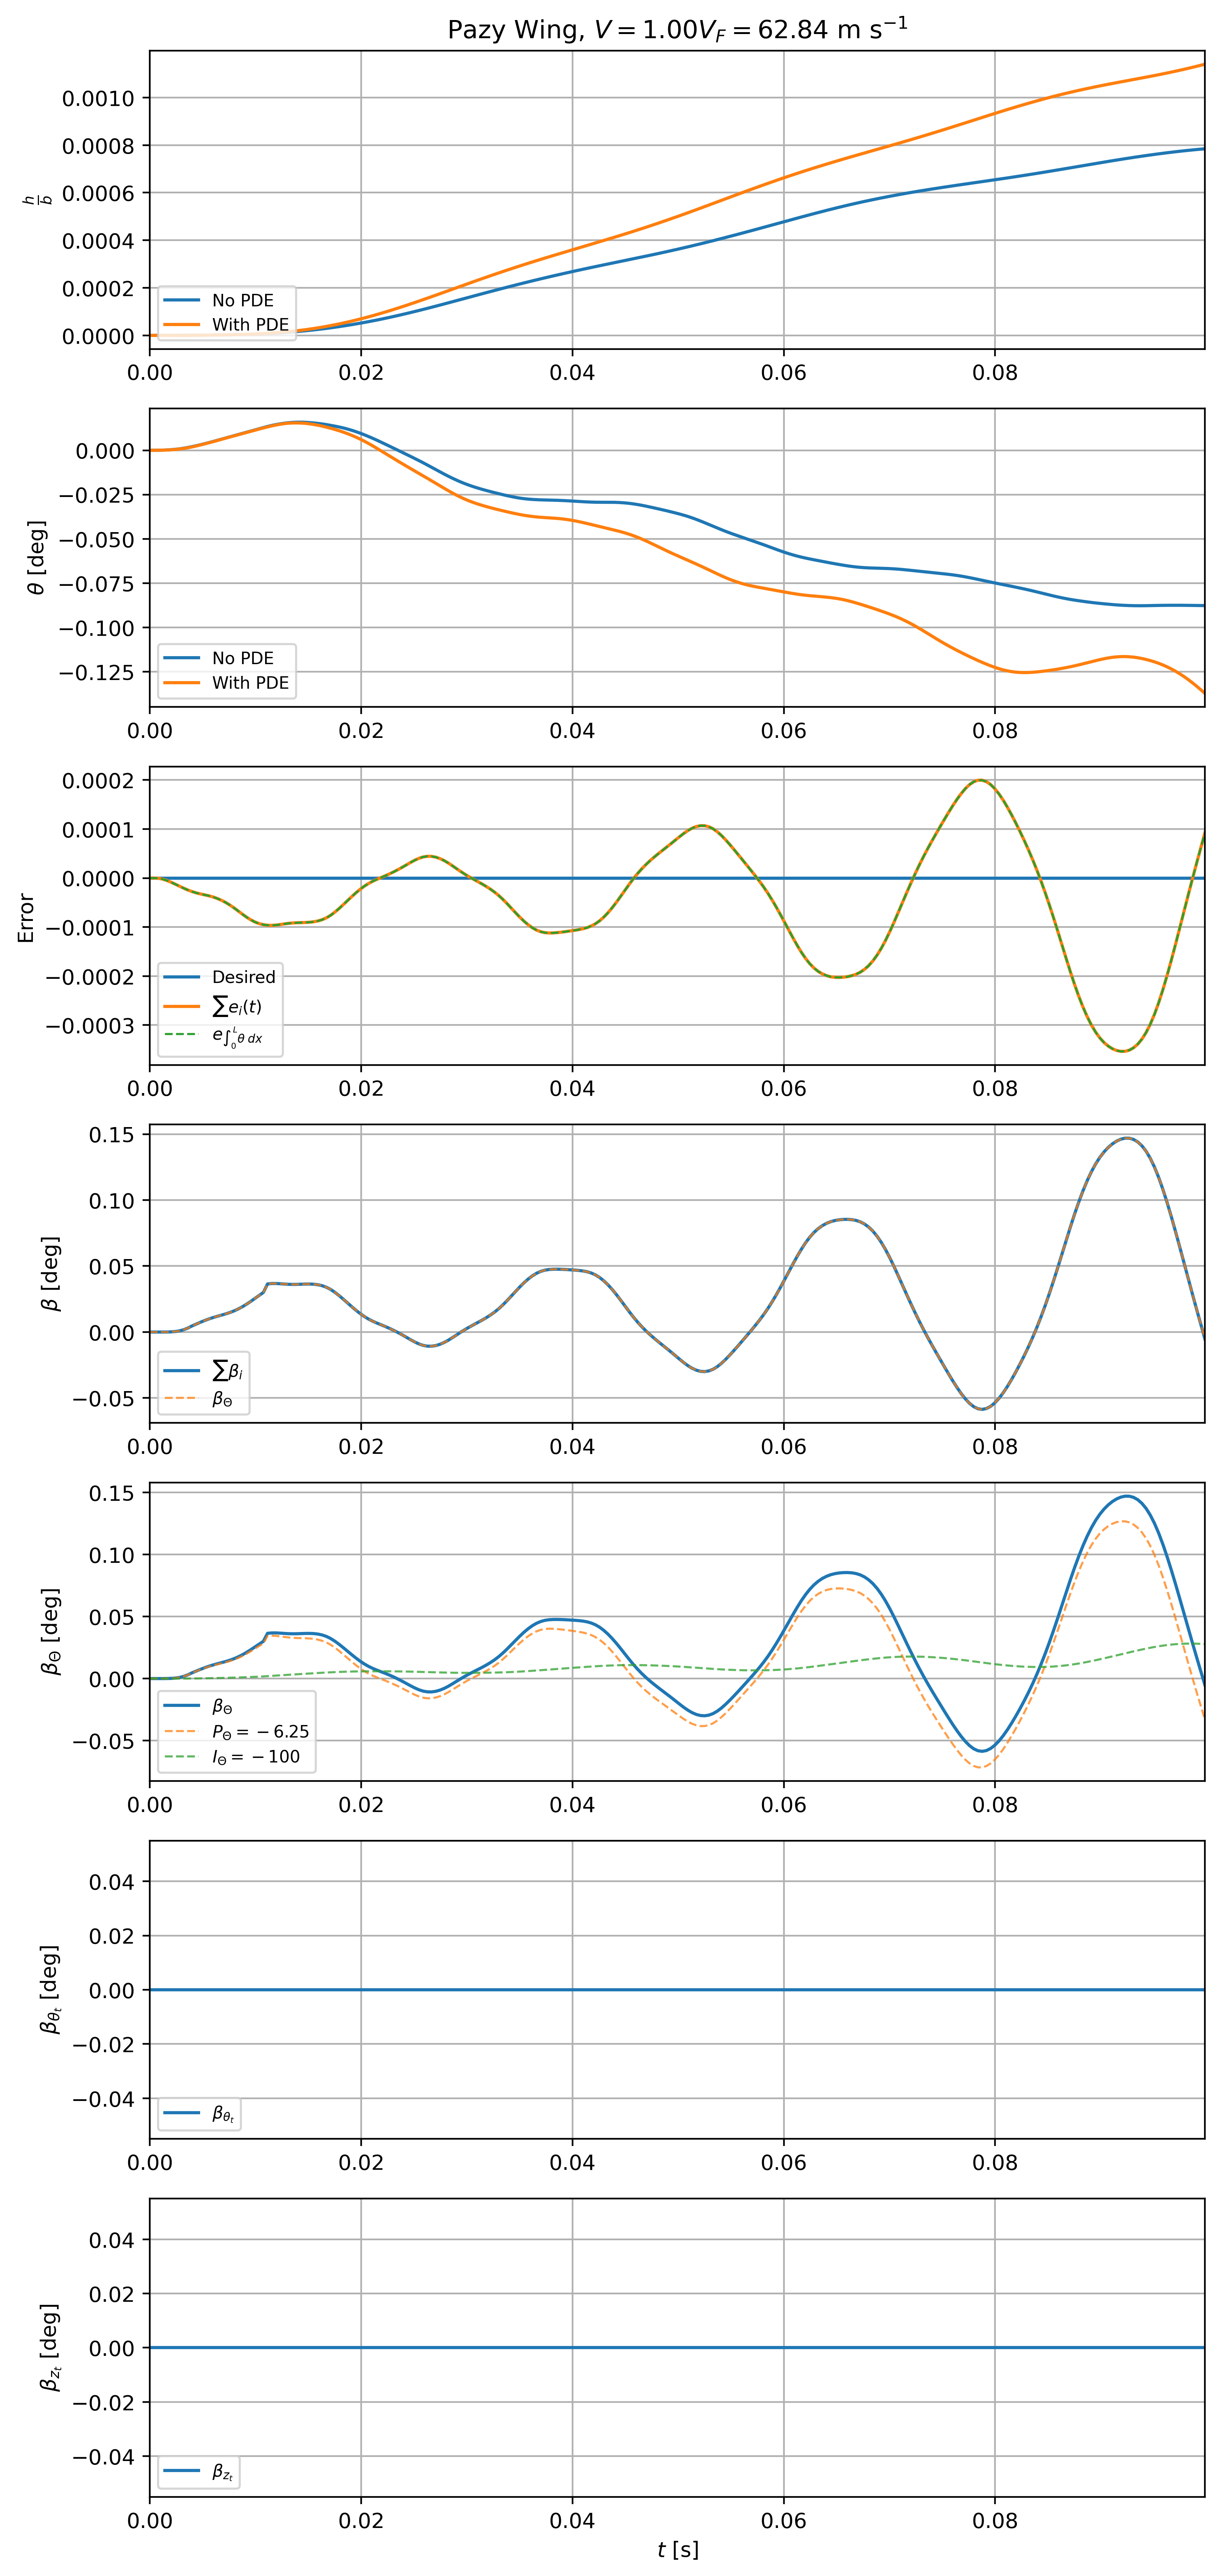 Pazy Wing, V = 1.00V_F = 62.84 m s⁻¹
0.0010
0.0008
0.0006
0.0004
0.0002
0.0000
h/b
No PDE
With PDE
0.00 0.02 0.04 0.06 0.08
0.000
−0.025
−0.050
−0.075
−0.100
−0.125
θ [deg]
No PDE
With PDE
0.00 0.02 0.04 0.06 0.08
0.0002
0.0001
0.0000
−0.0001
−0.0002
−0.0003
Error
Desired
∑e_i(t)
e_{∫_0^L θ dx}
0.00 0.02 0.04 0.06 0.08
0.15
0.10
0.05
0.00
−0.05
β [deg]
∑β_i
β_Θ
0.00 0.02 0.04 0.06 0.08
0.15
0.10
0.05
0.00
−0.05
β_Θ [deg]
β_Θ
P_Θ = −6.25
I_Θ = −100
0.00 0.02 0.04 0.06 0.08
0.04
0.02
0.00
−0.02
−0.04
β_{θ_t} [deg]
β_{θ_t}
0.00 0.02 0.04 0.06 0.08
0.04
0.02
0.00
−0.02
−0.04
β_{z_t} [deg]
β_{z_t}
0.00 0.02 0.04 0.06 0.08
t [s]